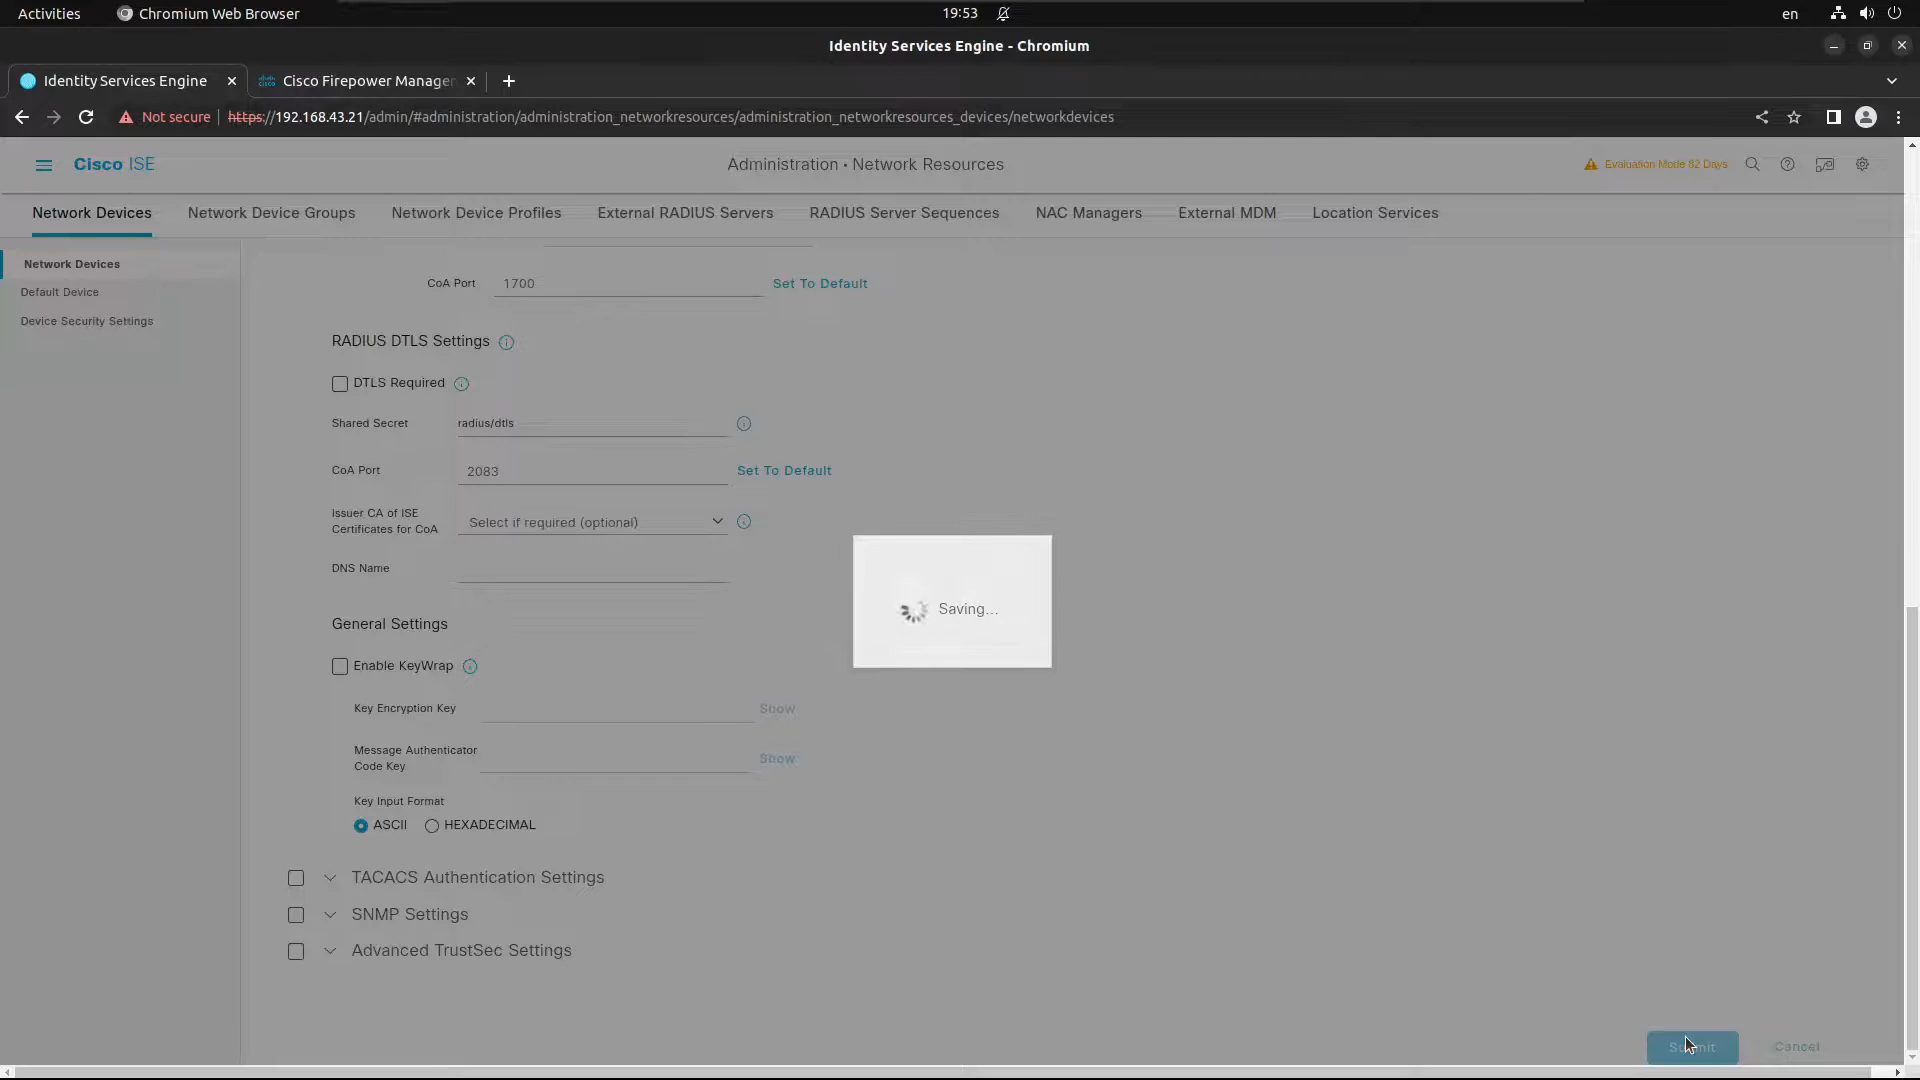 Activities
Chromium Web Browser
19:53
en
Identity Services Engine - Chromium
Identity Services Engine
Cisco Firepower Manager
Not secure
https://192.168.43.21/admin/#administration/administration_networkresources/administration_networkresources_devices/networkdevices
Cisco ISE
Administration · Network Resources
Evaluation Mode 82 Days
Network Devices
Network Device Groups
Network Device Profiles
External RADIUS Servers
RADIUS Server Sequences
NAC Managers
External MDM
Location Services
Network Devices
Default Device
Device Security Settings
CoA Port
1700
Set To Default
RADIUS DTLS Settings
DTLS Required
Shared Secret
radius/dtls
CoA Port
2083
Set To Default
Issuer CA of ISE
Certificates for CoA
Select if required (optional)
DNS Name
Saving...
General Settings
Enable KeyWrap
Key Encryption Key
Show
Message Authenticator
Code Key
Show
Key Input Format
ASCII
HEXADECIMAL
TACACS Authentication Settings
SNMP Settings
Advanced TrustSec Settings
Submit
Cancel